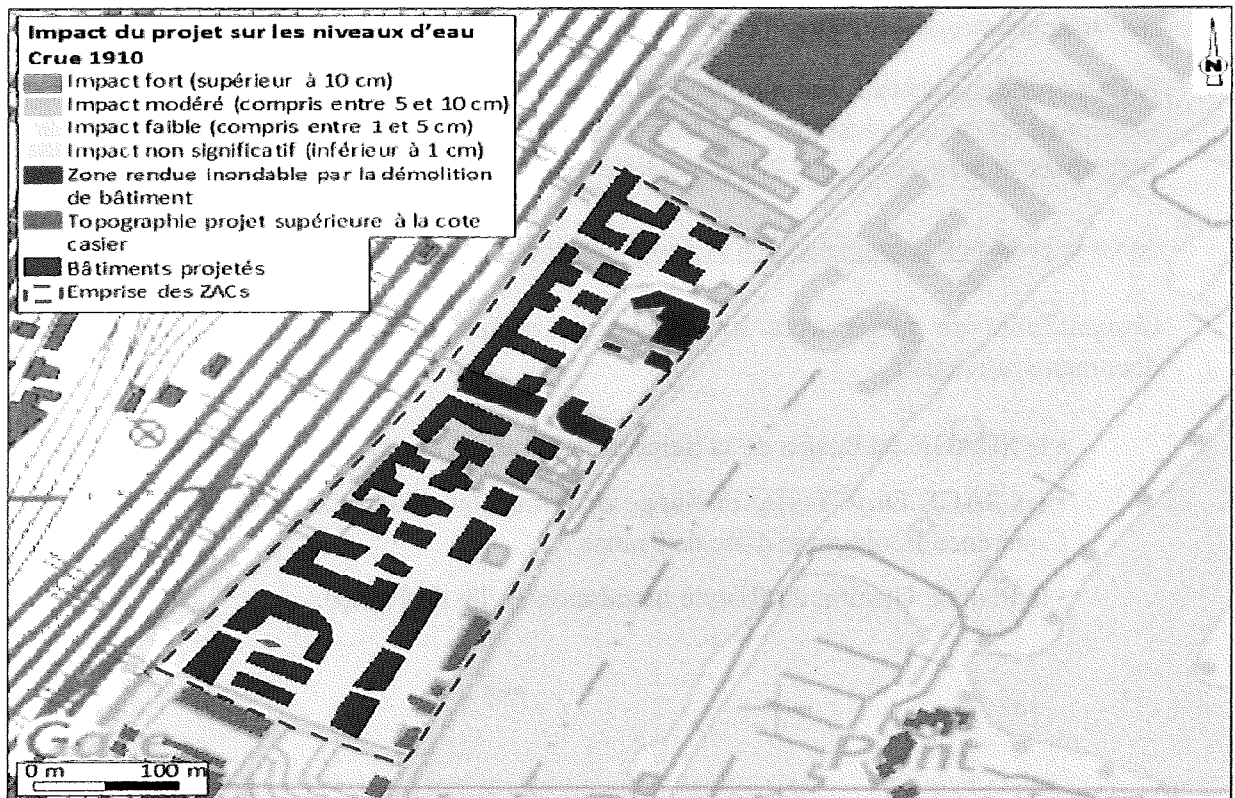 Impact du projet sur les niveaux d'eau
Crue 1910
Impact fort (supérieur à 10 cm)
Impact modéré (compris entre 5 et 10 cm)
Impact faible (compris entre 1 et 5 cm)
Impact non significatif (inférieur à 1 cm)
Zone rendue inondable par la démolition
de bâtiment
Topographie projet supérieure à la cote
casier
Bâtiments projetés
Emprise des ZACs
N
SEIN
Gare
Pont
0 m 100 m